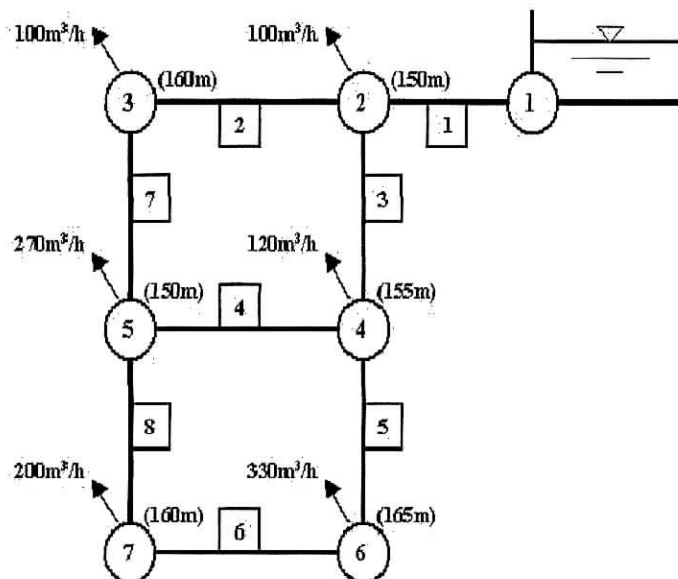 100m³/h 100m³/h
(160m) (150m)
3 2 1
2 1
7 3
270m³/h 120m³/h
(150m) (155m)
5 4 4
8 5
200m³/h 330m³/h
(160m) (165m)
7 6 6